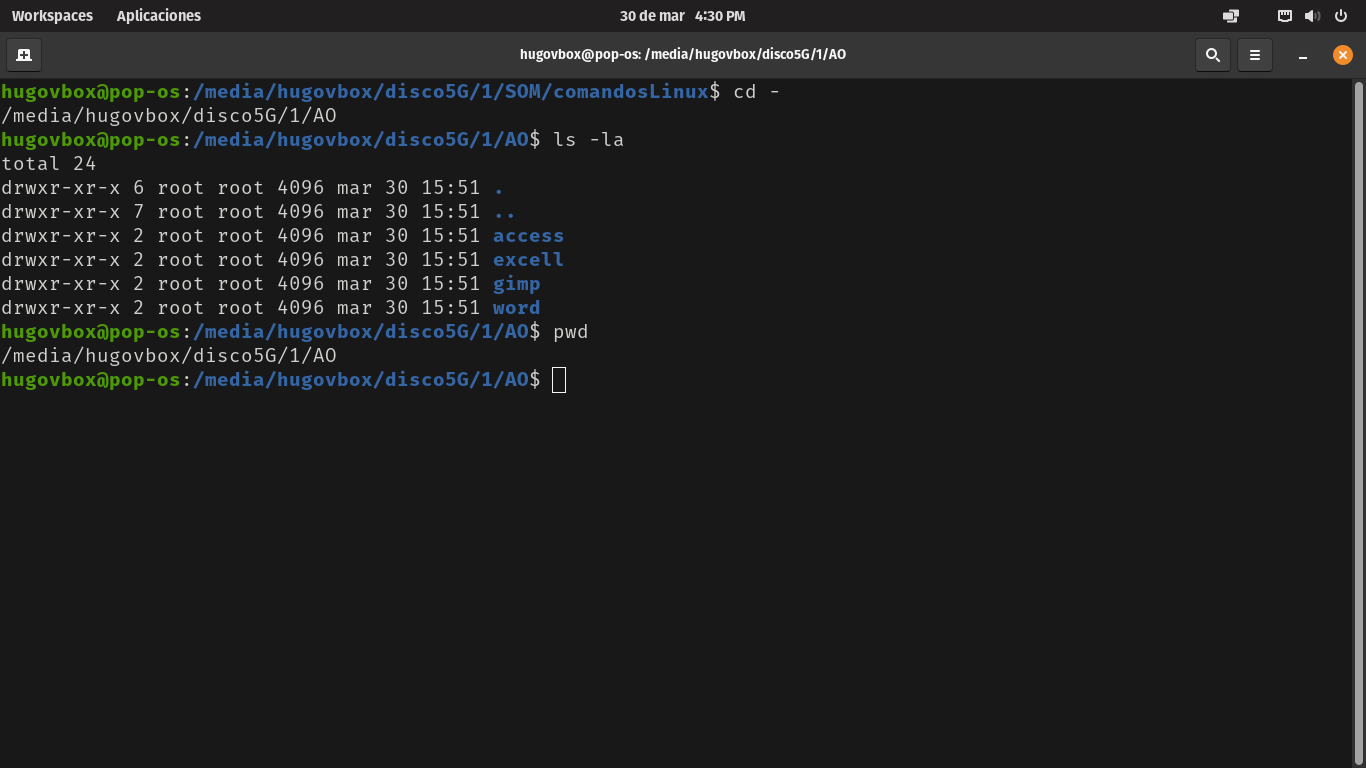 Workspaces Aplicaciones 30 de mar 4:30 PM
hugovbox@pop-os: /media/hugovbox/disco5G/1/AO
hugovbox@pop-os:/media/hugovbox/disco5G/1/SOM/comandosLinux$ cd -
/media/hugovbox/disco5G/1/AO
hugovbox@pop-os:/media/hugovbox/disco5G/1/AO$ ls -la
total 24
drwxr-xr-x 6 root root 4096 mar 30 15:51 .
drwxr-xr-x 7 root root 4096 mar 30 15:51 ..
drwxr-xr-x 2 root root 4096 mar 30 15:51 access
drwxr-xr-x 2 root root 4096 mar 30 15:51 excell
drwxr-xr-x 2 root root 4096 mar 30 15:51 gimp
drwxr-xr-x 2 root root 4096 mar 30 15:51 word
hugovbox@pop-os:/media/hugovbox/disco5G/1/AO$ pwd
/media/hugovbox/disco5G/1/AO
hugovbox@pop-os:/media/hugovbox/disco5G/1/AO$